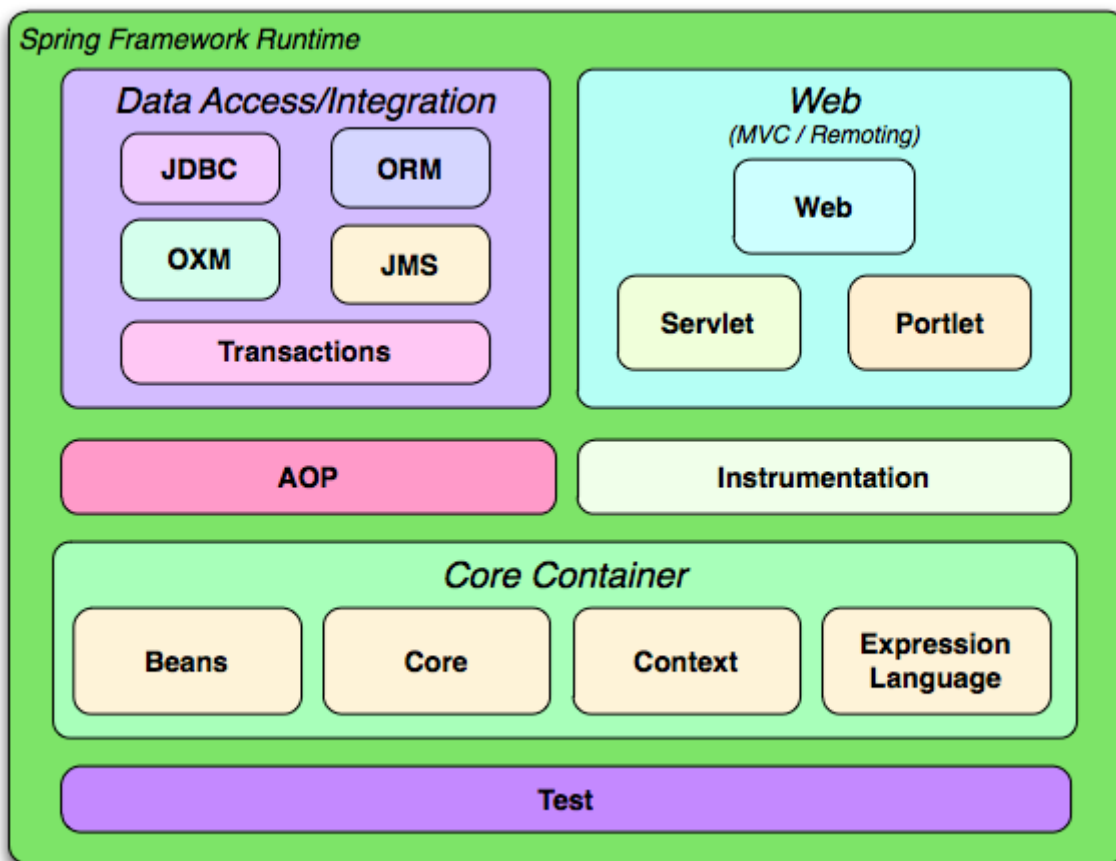 Spring Framework Runtime
Data Access/Integration
JDBC
ORM
OXM
JMS
Transactions
Web
(MVC / Remoting)
Web
Servlet
Portlet
AOP
Instrumentation
Core Container
Beans
Core
Context
Expression
Language
Test